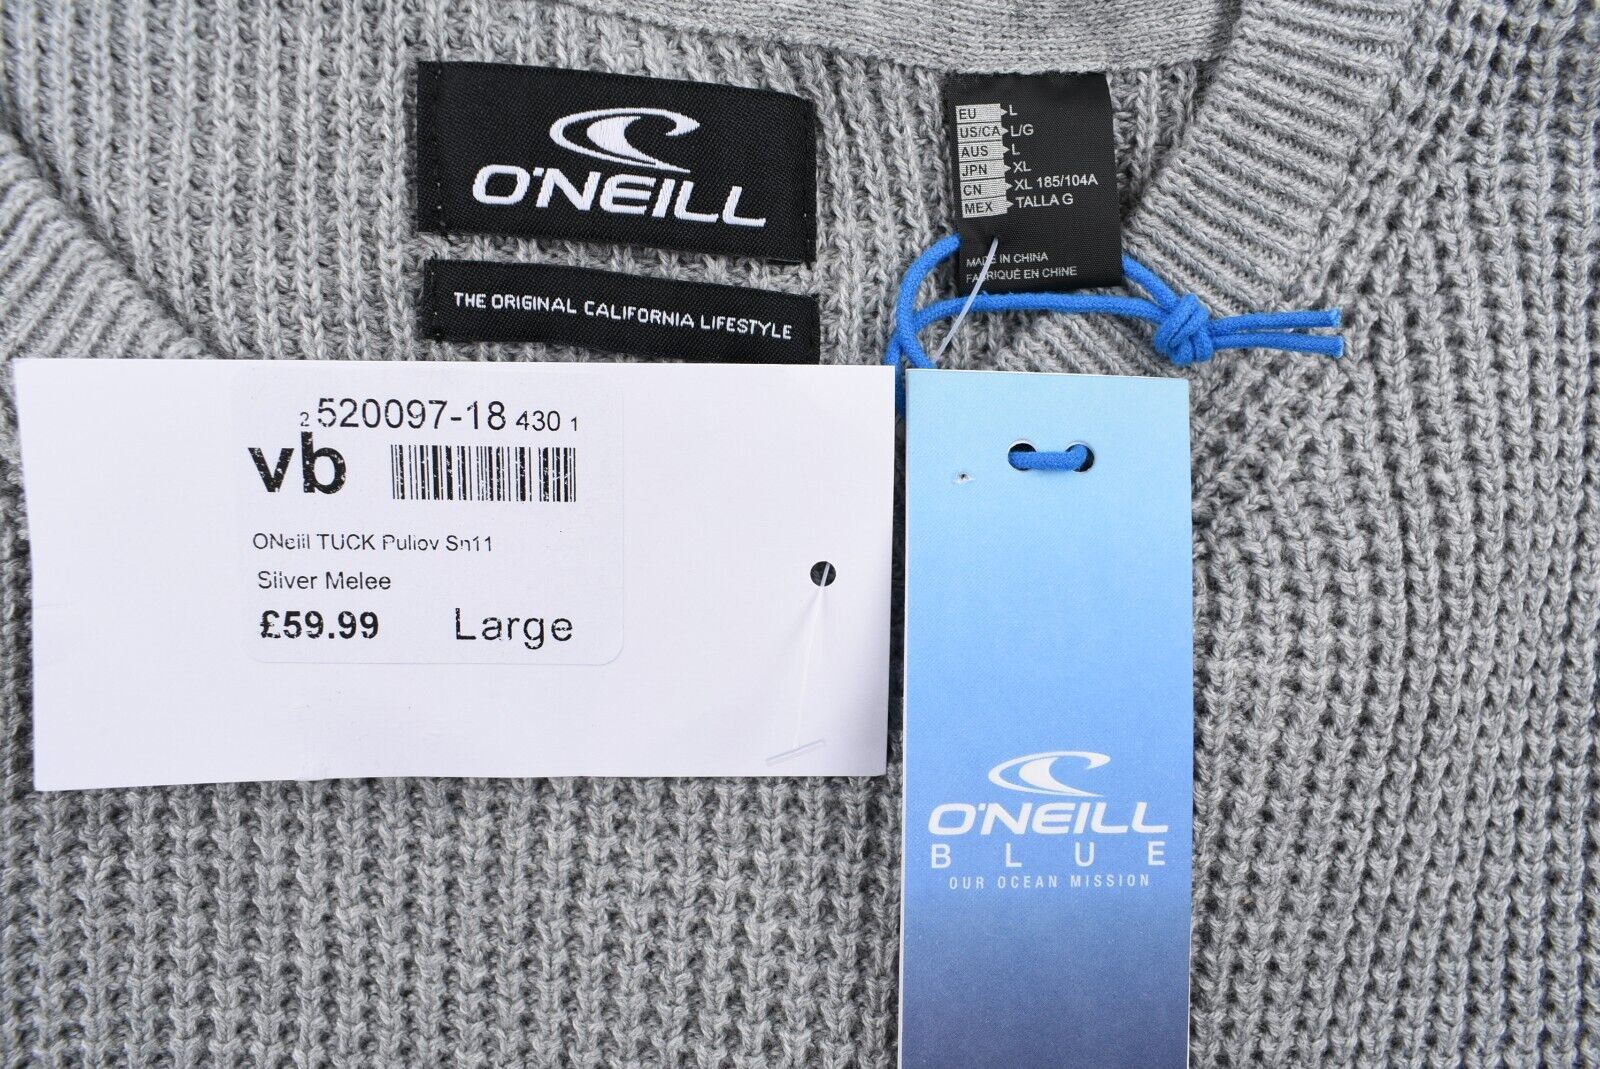 O'NEILL
THE ORIGINAL CALIFORNIA LIFESTYLE
EU L
US/CA L/G
AUS L
JPN XL
CN XL 185/104A
MEX TALLA G
MADE IN CHINA
FABRIQUÉ EN CHINE
2 520097-18 430 1
vb
ONeill TUCK Pullov Sn11
Silver Melee
£59.99 Large
O'NEILL
BLUE
OUR OCEAN MISSION